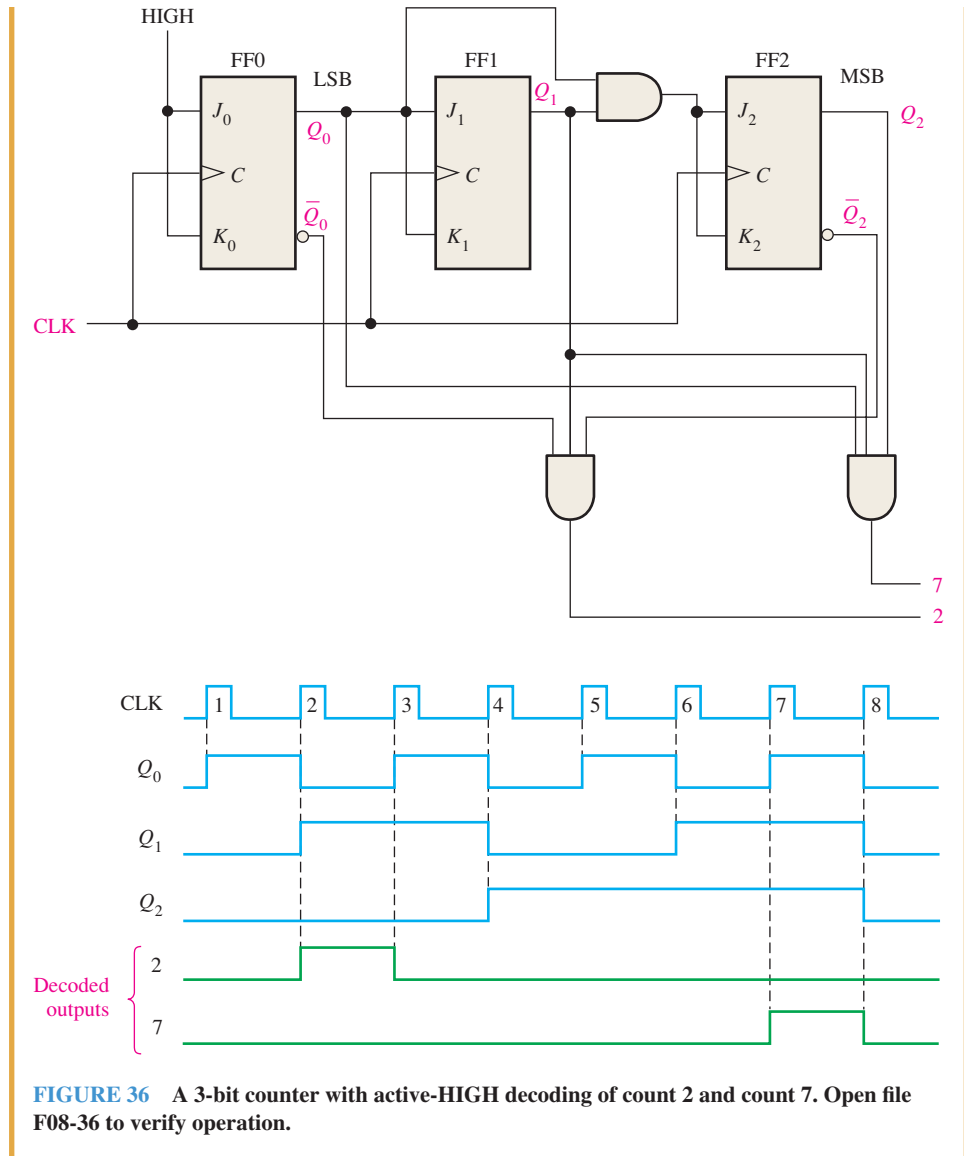 HIGH
FF0 LSB FF1 FF2 MSB
J₀ Q₀ J₁ Q₁ J₂ Q₂
C C C
K₀ Q̅₀ K₁ K₂ Q̅₂
CLK
7
2
CLK 1 2 3 4 5 6 7 8
Q₀
Q₁
Q₂
Decoded outputs
2
7
FIGURE 36 A 3-bit counter with active-HIGH decoding of count 2 and count 7. Open file
F08-36 to verify operation.